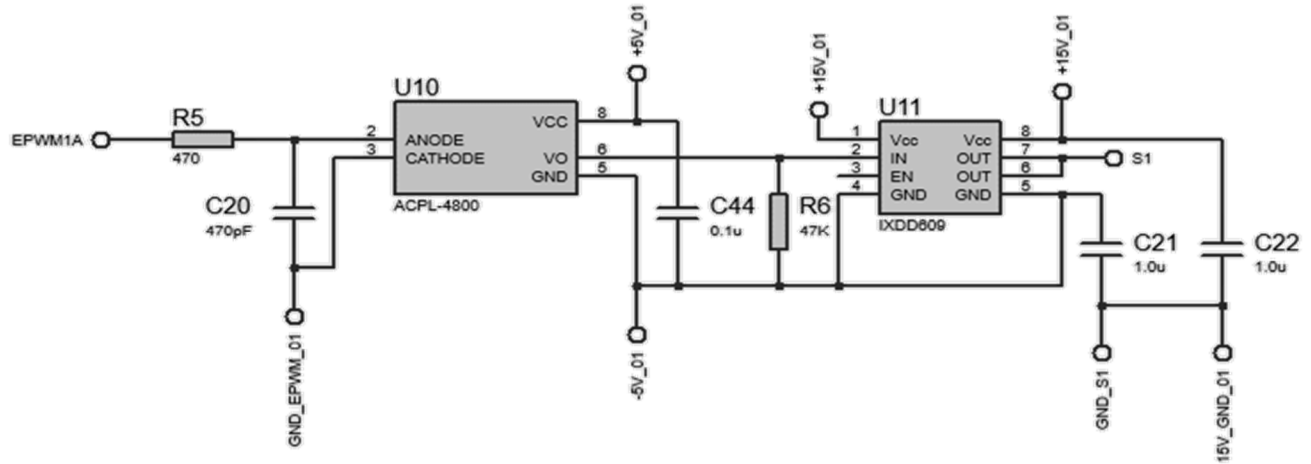 EPWM1A
R5
470
C20
470pF
GND_EPWM_01
U10
2
3
ANODE
CATHODE
VCC
VO
GND
8
6
5
ACPL-4800
+5V_01
-5V_01
C44
0.1u
R6
47K
+15V_01
U11
1
2
3
4
Vcc
IN
EN
GND
Vcc
OUT
OUT
GND
8
7
6
5
IXDD609
+15V_01
S1
C21
1.0u
C22
1.0u
GND_S1
15V_GND_01